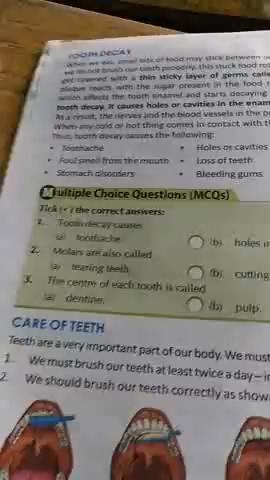 TOOTH DECAY
When we eat, small bits of food may stick between o
we do not brush our teeth properly, this stuck food rot
get covered with a thin sticky layer of germs calle
plaque reacts with the sugar present in the food t
which affects the tooth enamel and starts decaying
tooth decay. It causes holes or cavities in the enam
As a result, the nerves and the blood vessels in the p
When any cold or hot thing comes in contact with th
Thus, tooth decay causes the following:
• Toothache • Holes or cavities
• Foul smell from the mouth • Loss of teeth
• Stomach disorders • Bleeding gums
Multiple Choice Questions (MCQs)
Tick (✓) the correct answers:
1. Tooth decay causes
(a) toothache. (b) holes in
2. Molars are also called
(a) tearing teeth. (b) cutting
3. The centre of each tooth is called
(a) dentine. (b) pulp.
CARE OF TEETH
Teeth are a very important part of our body. We must
1. We must brush our teeth at least twice a day – i
2. We should brush our teeth correctly as show